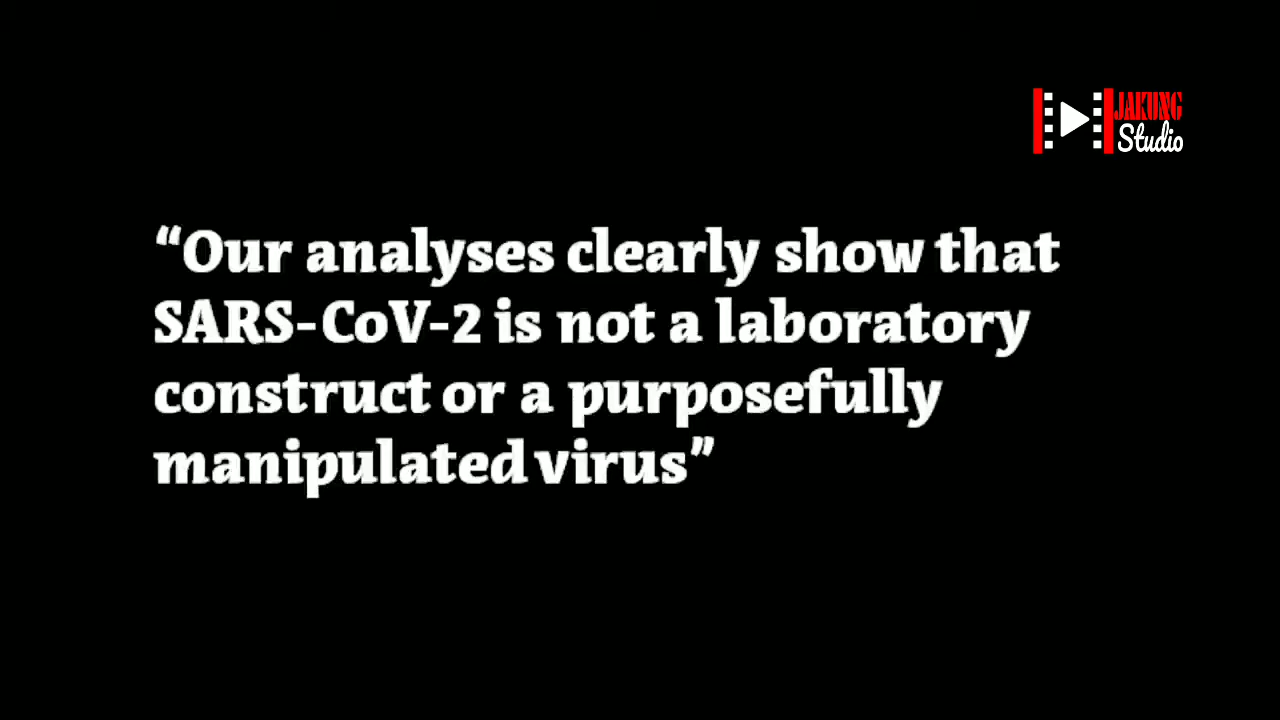 JAKUNG
Studio
“Our analyses clearly show that
SARS-CoV-2 is not a laboratory
construct or a purposefully
manipulated virus”